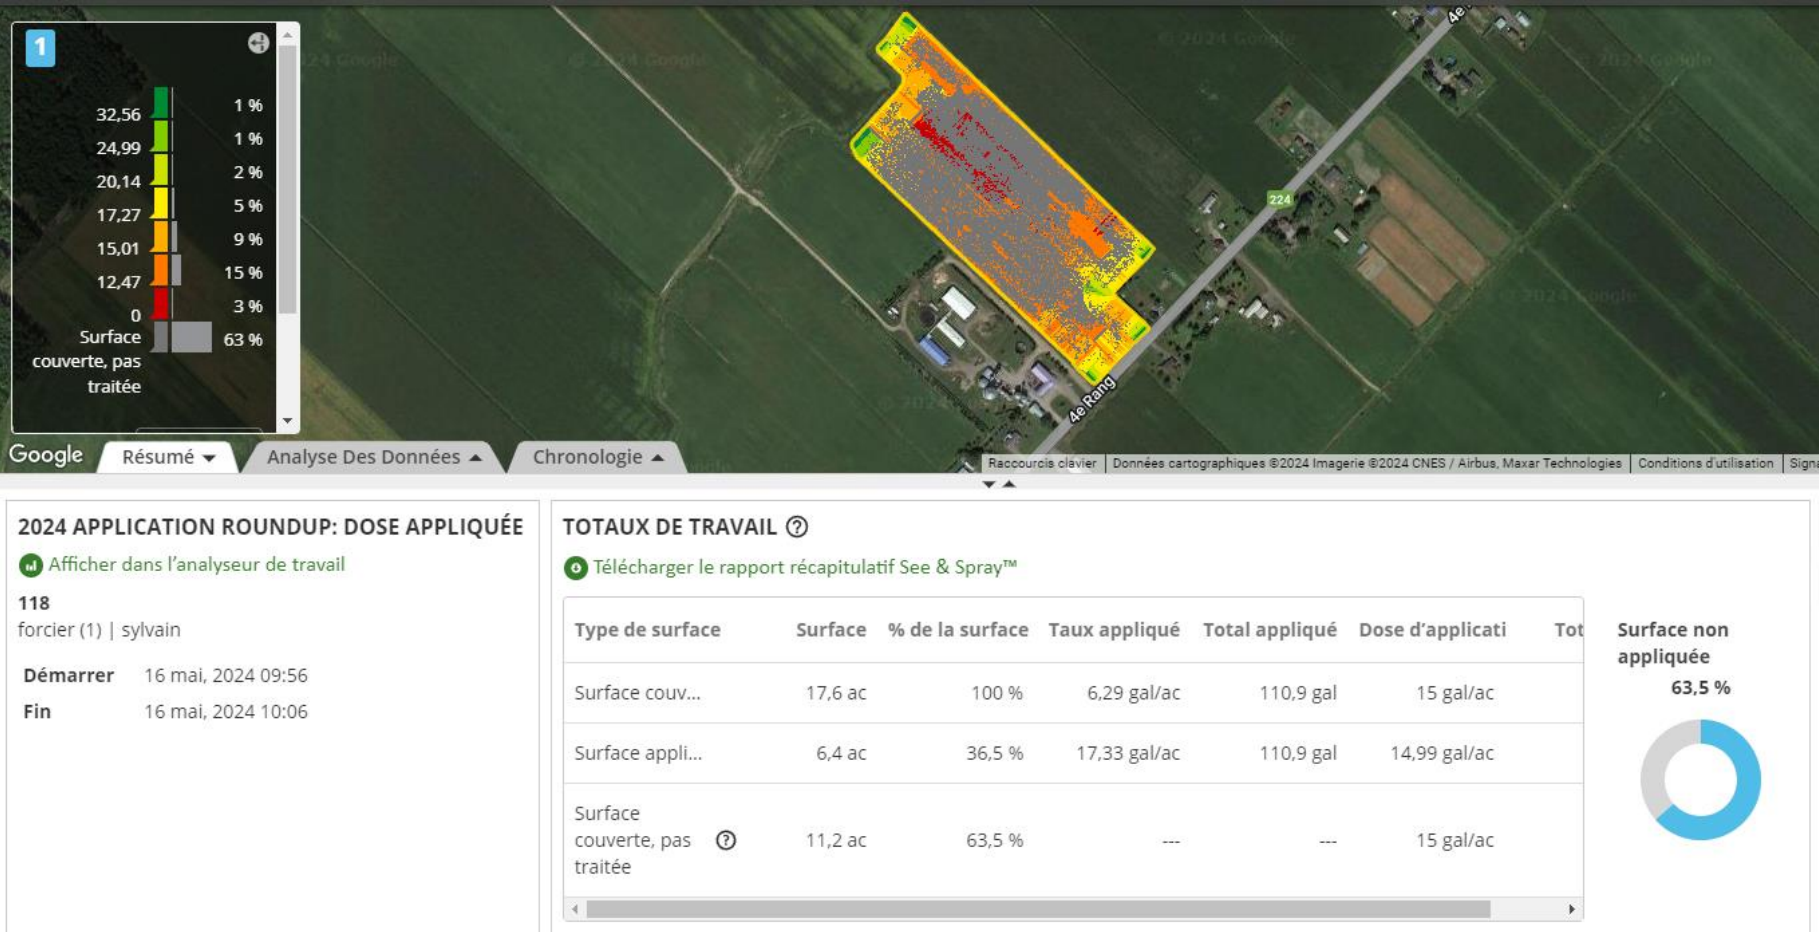 1
32,56 1 %
24,99 1 %
20,14 2 %
17,27 5 %
15,01 9 %
12,47 15 %
0 3 %
Surface
couverte, pas
traitée
63 %
© 2024 Google
© 2024 Google
224
4e Rang
Google
Résumé
Analyse Des Données
Chronologie
Raccourcis clavier
Données cartographiques ©2024 Imagerie ©2024 CNES / Airbus, Maxar Technologies
Conditions d'utilisation
2024 APPLICATION ROUNDUP: DOSE APPLIQUÉE
Afficher dans l'analyseur de travail
118
forcier (1) | sylvain
Démarrer 16 mai, 2024 09:56
Fin 16 mai, 2024 10:06
TOTAUX DE TRAVAIL ?
Télécharger le rapport récapitulatif See & Spray™
Type de surface Surface % de la surface Taux appliqué Total appliqué Dose d'applicati Tot
Surface couv... 17,6 ac 100 % 6,29 gal/ac 110,9 gal 15 gal/ac
Surface appli... 6,4 ac 36,5 % 17,33 gal/ac 110,9 gal 14,99 gal/ac
Surface
couverte, pas ? 11,2 ac 63,5 % --- --- 15 gal/ac
traitée
Surface non
appliquée
63,5 %